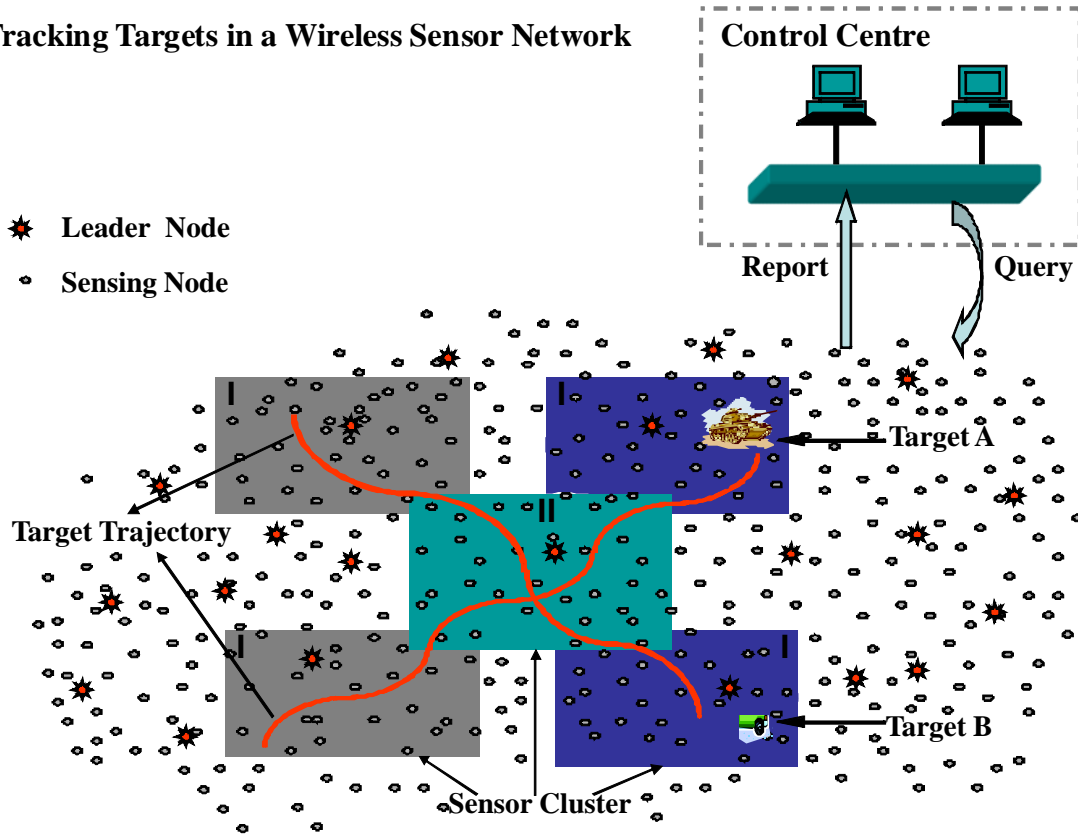 Tracking Targets in a Wireless Sensor Network
Control Centre
Leader Node
Sensing Node
Report
Query
I
I
Target A
II
Target Trajectory
I
I
Target B
Sensor Cluster